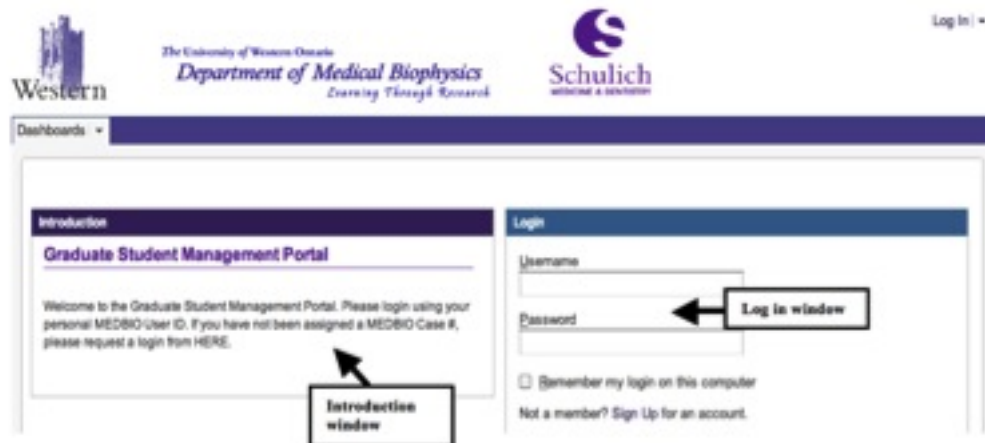 Western
The University of Western Ontario
Department of Medical Biophysics
Learning Through Research
Schulich
MEDICINE & DENTISTRY
Log In
Dashboards
Introduction
Graduate Student Management Portal
Welcome to the Graduate Student Management Portal. Please login using your
personal MEDBIO User ID. If you have not been assigned a MEDBIO Case #,
please request a login from HERE.
Introduction
window
Login
Username
Password
Log in window
Remember my login on this computer
Not a member? Sign Up for an account.